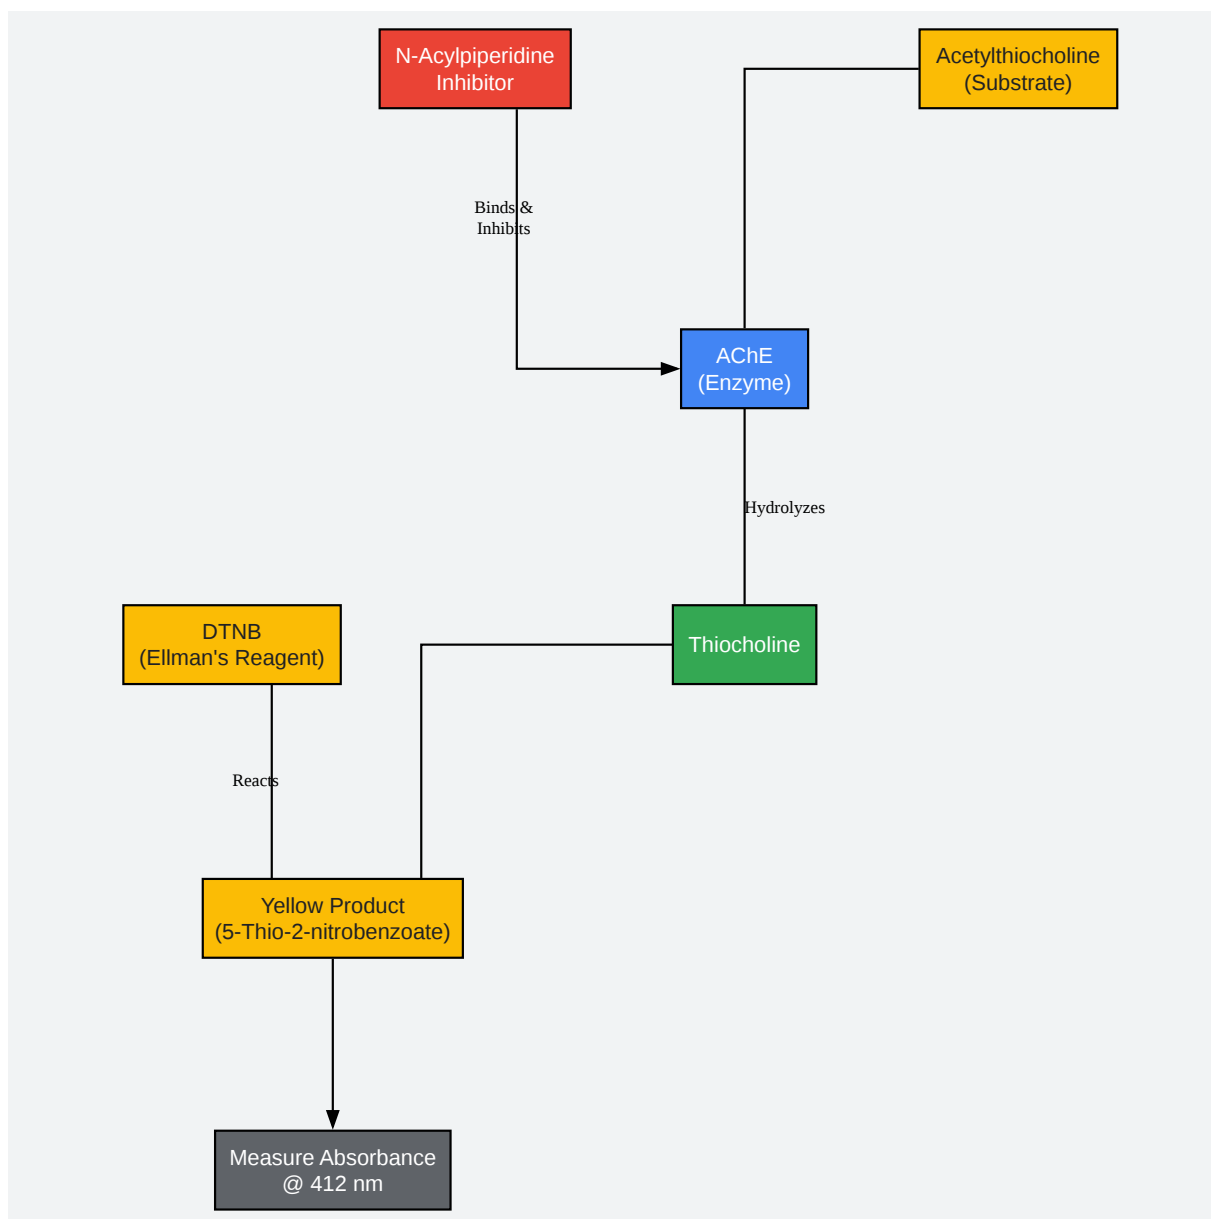 N-Acylpiperidine
Inhibitor
Acetylthiocholine
(Substrate)
Binds &
Inhibits
AChE
(Enzyme)
Hydrolyzes
DTNB
(Ellman's Reagent)
Thiocholine
Reacts
Yellow Product
(5-Thio-2-nitrobenzoate)
Measure Absorbance
@ 412 nm